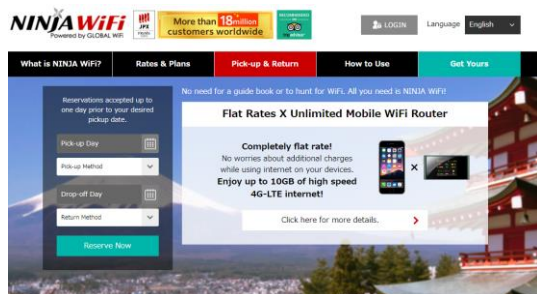 NINJA WiFi
Powered by GLOBAL WiFi
JPX
More than 18 million
customers worldwide
LOGIN
Language
English
What is NINJA WiFi?
Rates & Plans
Pick-up & Return
How to Use
Get Yours
No need for a guide book or to hunt for WiFi. All you need is NINJA WiFi!
Reservations accepted up to
one day prior to your desired
pickup date.
Pick-up Day
Pick-up Method
Drop-off Day
Return Method
Reserve Now
Flat Rates X Unlimited Mobile WiFi
Router
Completely flat rate!
No worries about additional charges
while using internet on your devices.
Enjoy up to 10GB of high speed
4G-LTE internet!
×
Click here for more details.